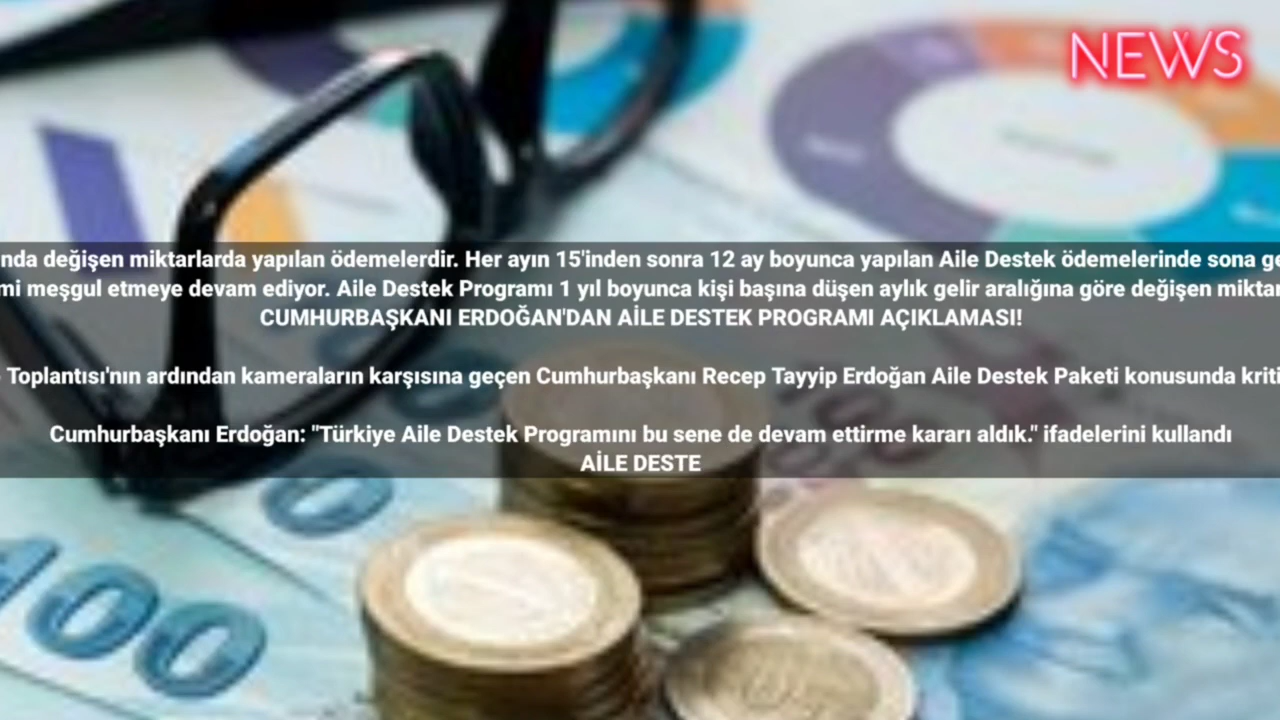 NEWS
nda değişen miktarlarda yapılan ödemelerdir. Her ayın 15'inden sonra 12 ay boyunca yapılan Aile Destek ödemelerinde sona ge
mi meşgul etmeye devam ediyor. Aile Destek Programı 1 yıl boyunca kişi başına düşen aylık gelir aralığına göre değişen miktar
CUMHURBAŞKANI ERDOĞAN'DAN AİLE DESTEK PROGRAMI AÇIKLAMASI!
Toplantısı'nın ardından kameraların karşısına geçen Cumhurbaşkanı Recep Tayyip Erdoğan Aile Destek Paketi konusunda kriti
Cumhurbaşkanı Erdoğan: "Türkiye Aile Destek Programını bu sene de devam ettirme kararı aldık." ifadelerini kullandı
AİLE DESTE
100